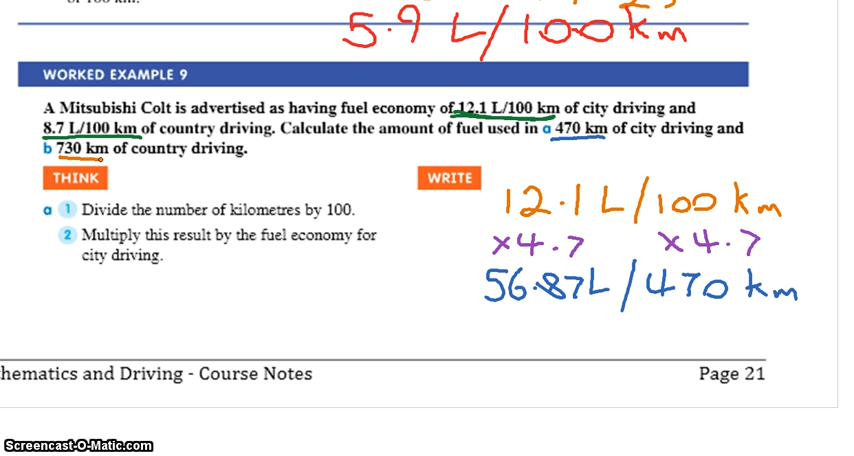 5.9 L/100 km
WORKED EXAMPLE 9
A Mitsubishi Colt is advertised as having fuel economy of 12.1 L/100 km of city driving and
8.7 L/100 km of country driving. Calculate the amount of fuel used in a 470 km of city driving and
b 730 km of country driving.
THINK
WRITE
a 1 Divide the number of kilometres by 100.
2 Multiply this result by the fuel economy for
city driving.
12.1 L/100 km
×4.7 ×4.7
56.87L/470 km
hematics and Driving - Course Notes
Page 21
Screencast-O-Matic.com